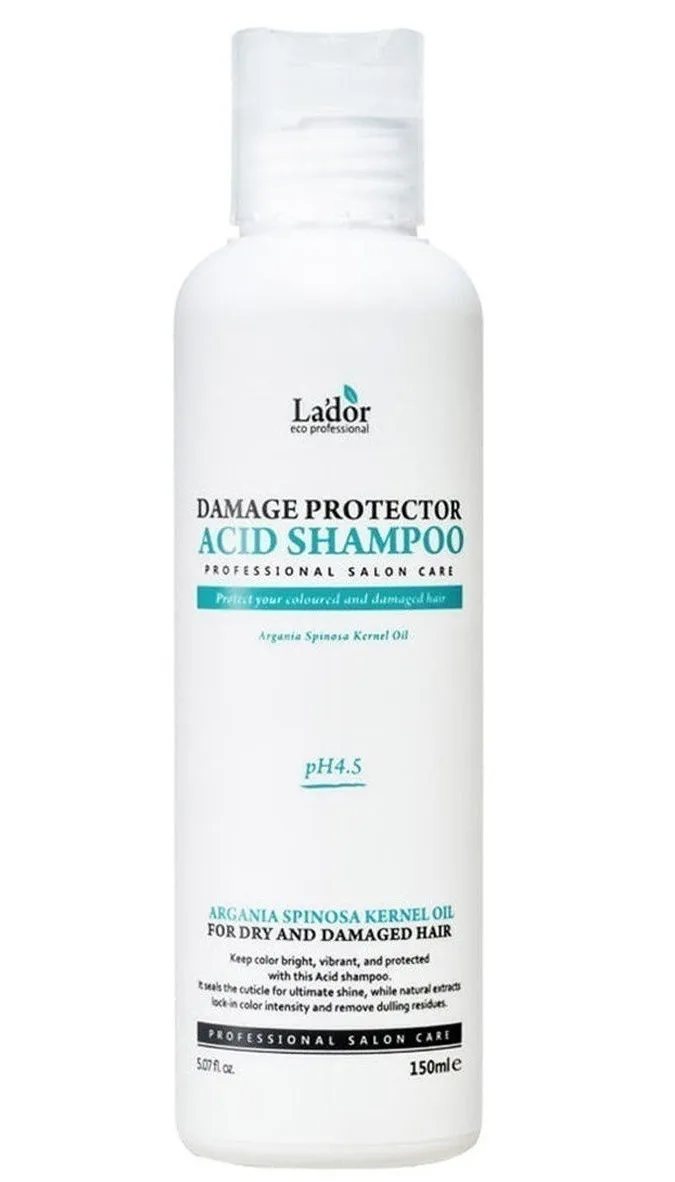 La'dor
eco professional
DAMAGE PROTECTOR
ACID SHAMPOO
PROFESSIONAL SALON CARE
Protect your coloured and damaged hair
Argania Spinosa Kernel Oil
pH4.5
ARGANIA SPINOSA KERNEL OIL
FOR DRY AND DAMAGED HAIR
Keep color bright, vibrant, and protected
with this Acid shampoo.
It seals the cuticle for ultimate shine, while natural extracts
lock-in color intensity and remove dulling residues.
PROFESSIONAL SALON CARE
5.07 fl. oz. 150ml e